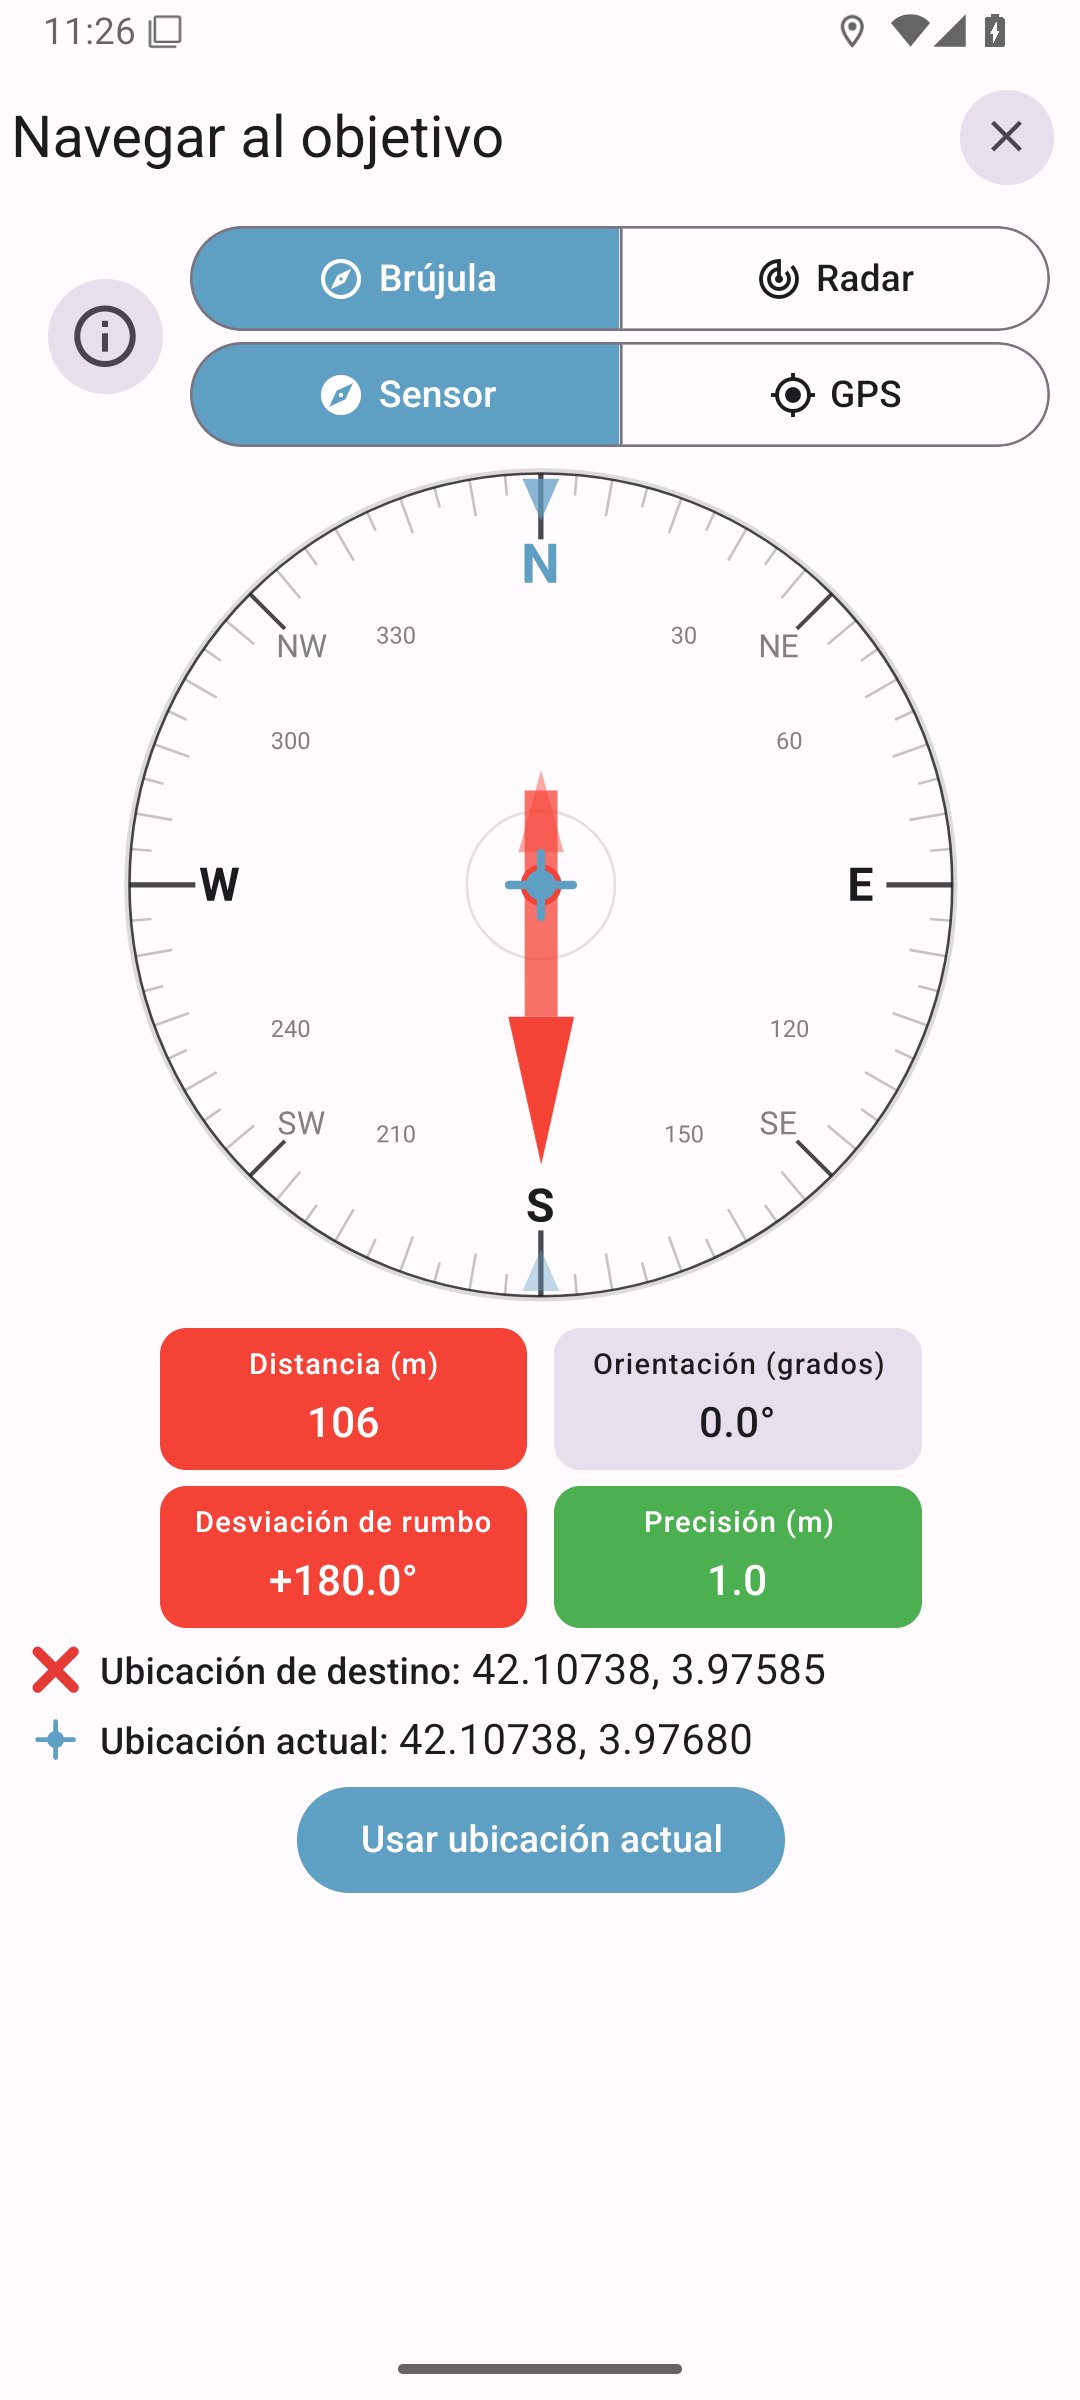 11:26
Navegar al objetivo
Brújula
Radar
Sensor
GPS
N
NW
330
30
NE
300
60
W
E
240
120
SW
210
150
SE
S
Distancia (m)
106
Orientación (grados)
0.0°
Desviación de rumbo
+180.0°
Precisión (m)
1.0
Ubicación de destino: 42.10738, 3.97585
Ubicación actual: 42.10738, 3.97680
Usar ubicación actual